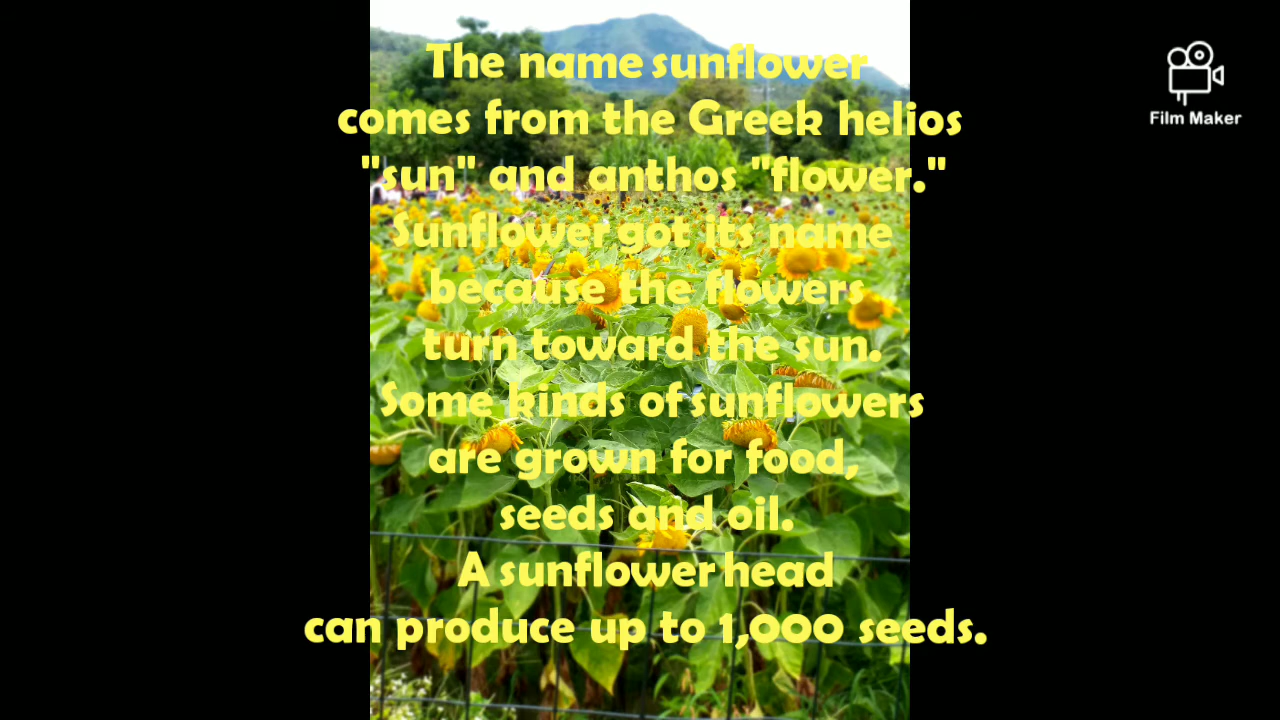 The name sunflower
comes from the Greek helios
"sun" and anthos "flower."
Sunflower got its name
because the flowers
turn toward the sun.
Some kinds of sunflowers
are grown for food,
seeds and oil.
A sunflower head
can produce up to 1,000 seeds.
Film Maker